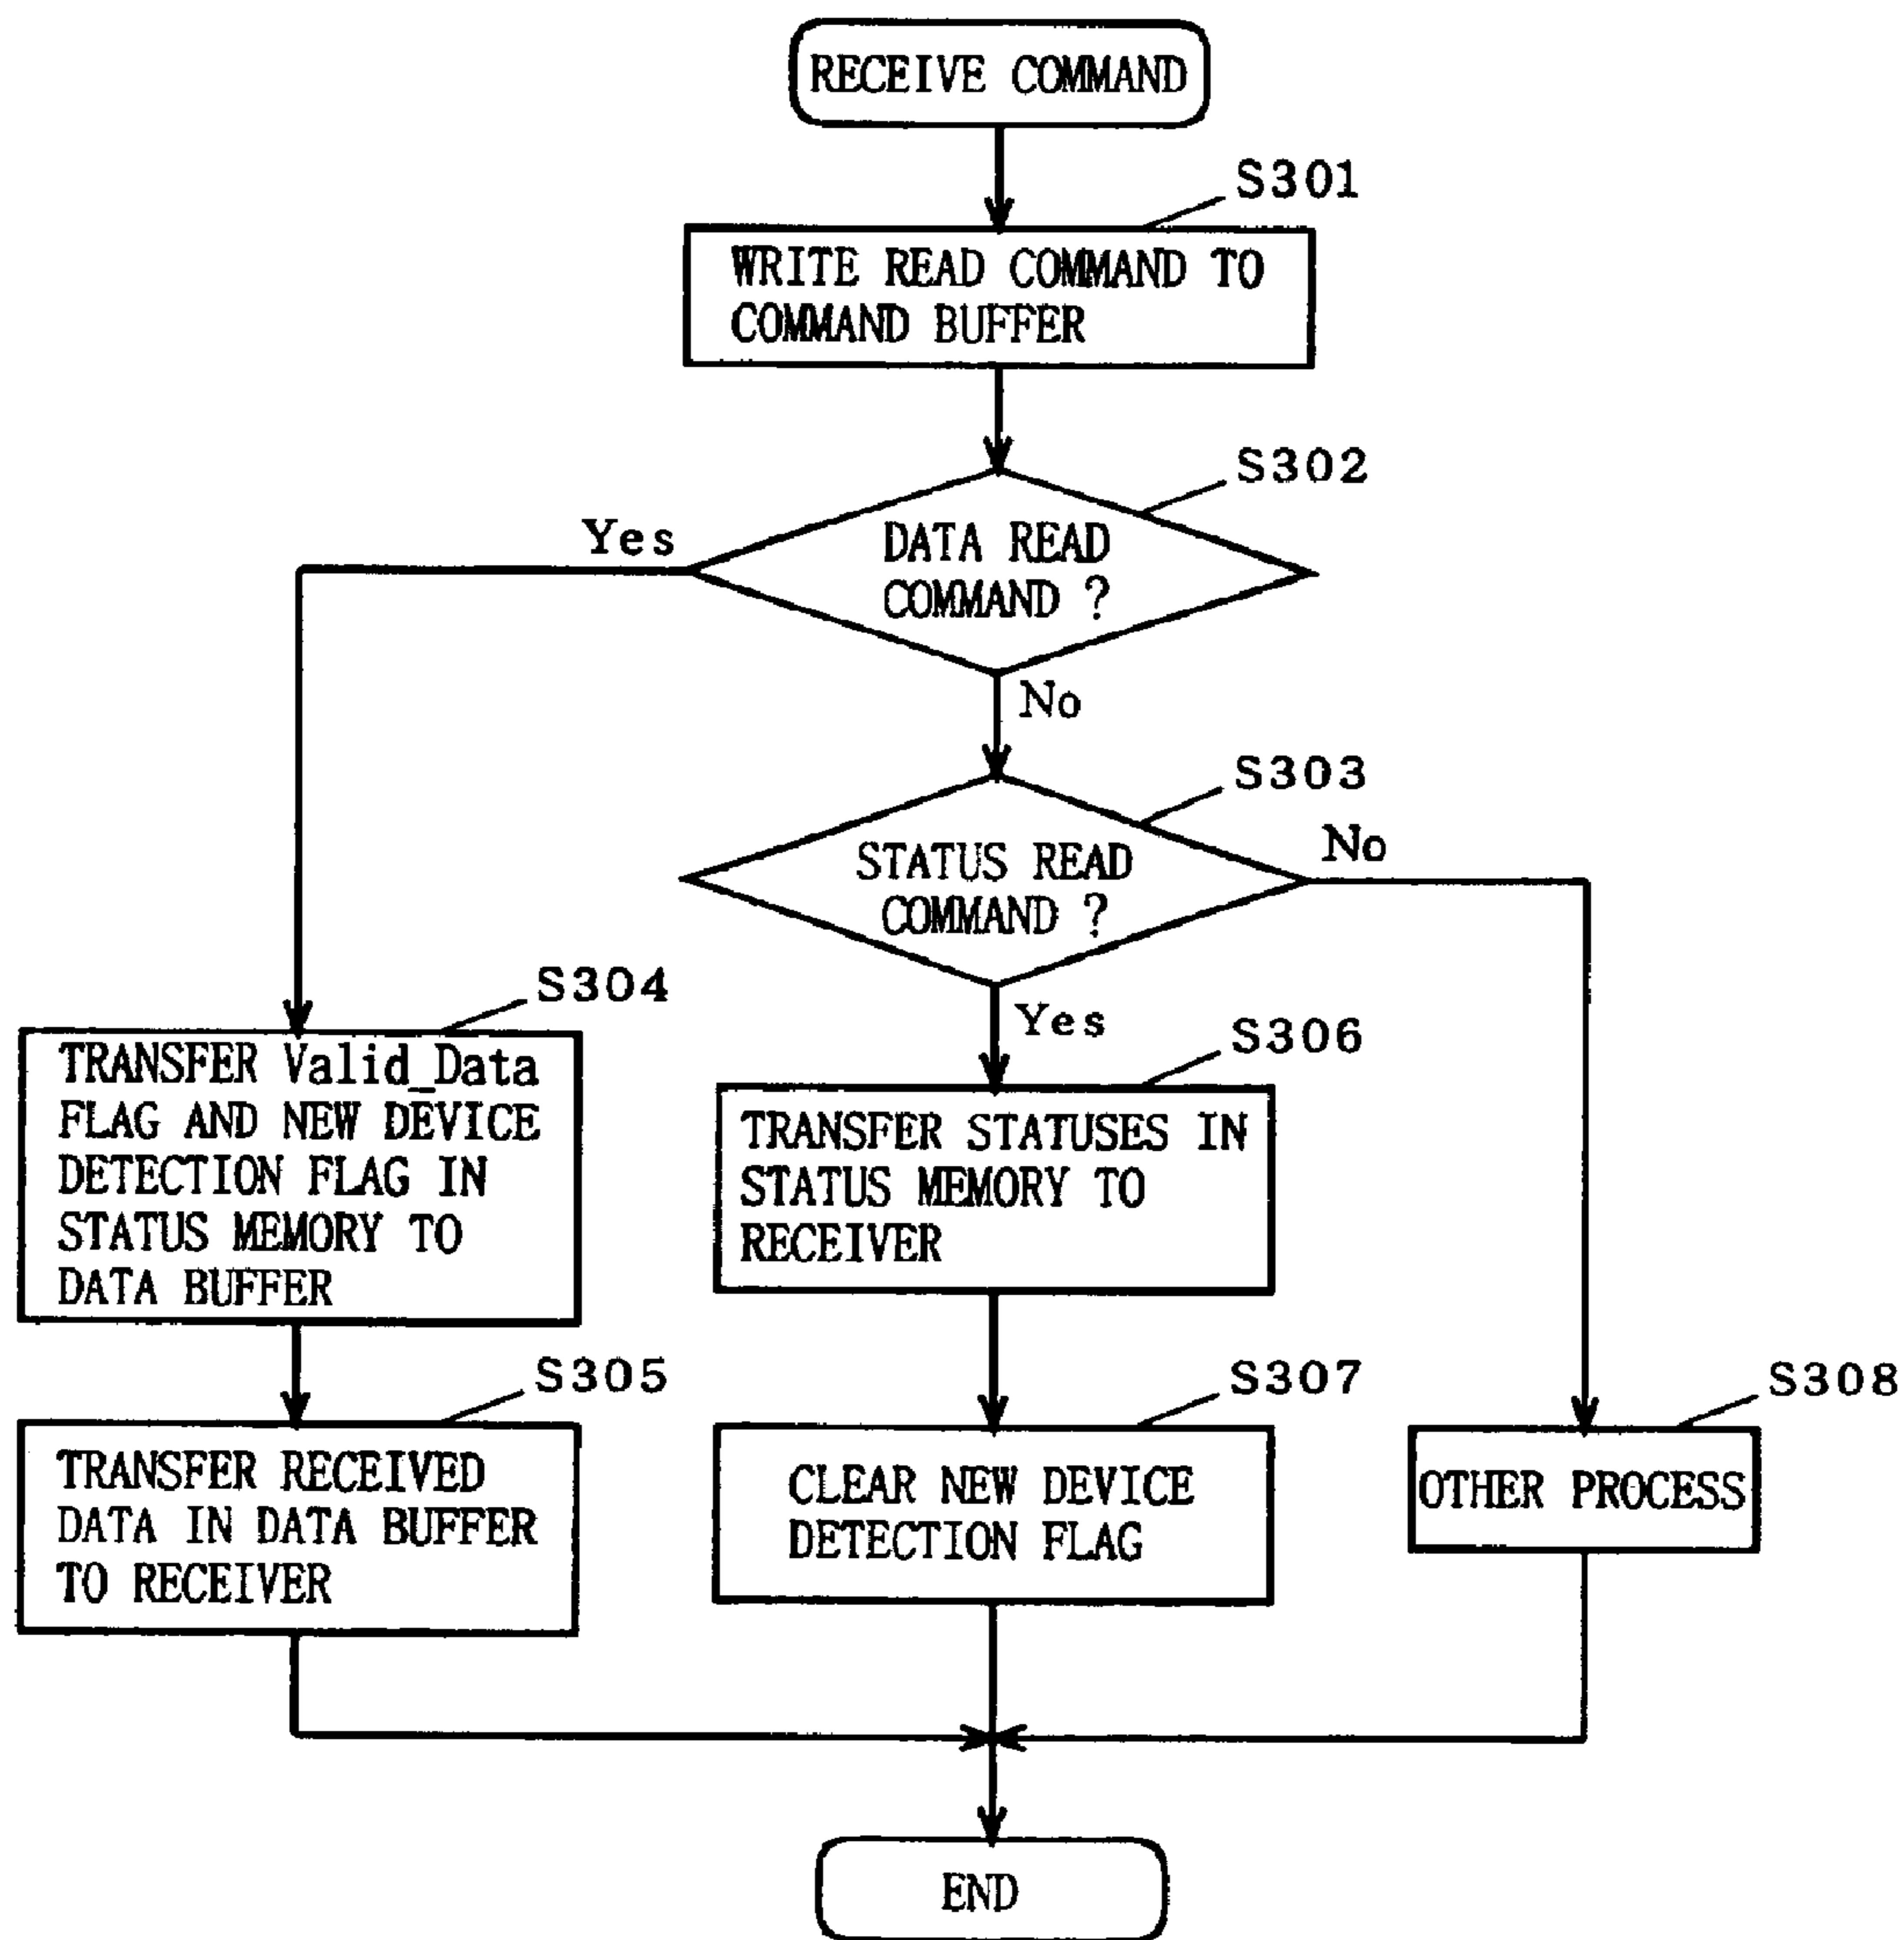 RECEIVE COMMAND
S301
WRITE READ COMMAND TO
COMMAND BUFFER
S302
Yes
DATA READ
COMMAND ?
No
S303
No
STATUS READ
COMMAND ?
Yes
S304
TRANSFER Valid_Data
FLAG AND NEW DEVICE
DETECTION FLAG IN
STATUS MEMORY TO
DATA BUFFER
S306
TRANSFER STATUSES IN
STATUS MEMORY TO
RECEIVER
S305
TRANSFER RECEIVED
DATA IN DATA BUFFER
TO RECEIVER
S307
CLEAR NEW DEVICE
DETECTION FLAG
S308
OTHER PROCESS
END